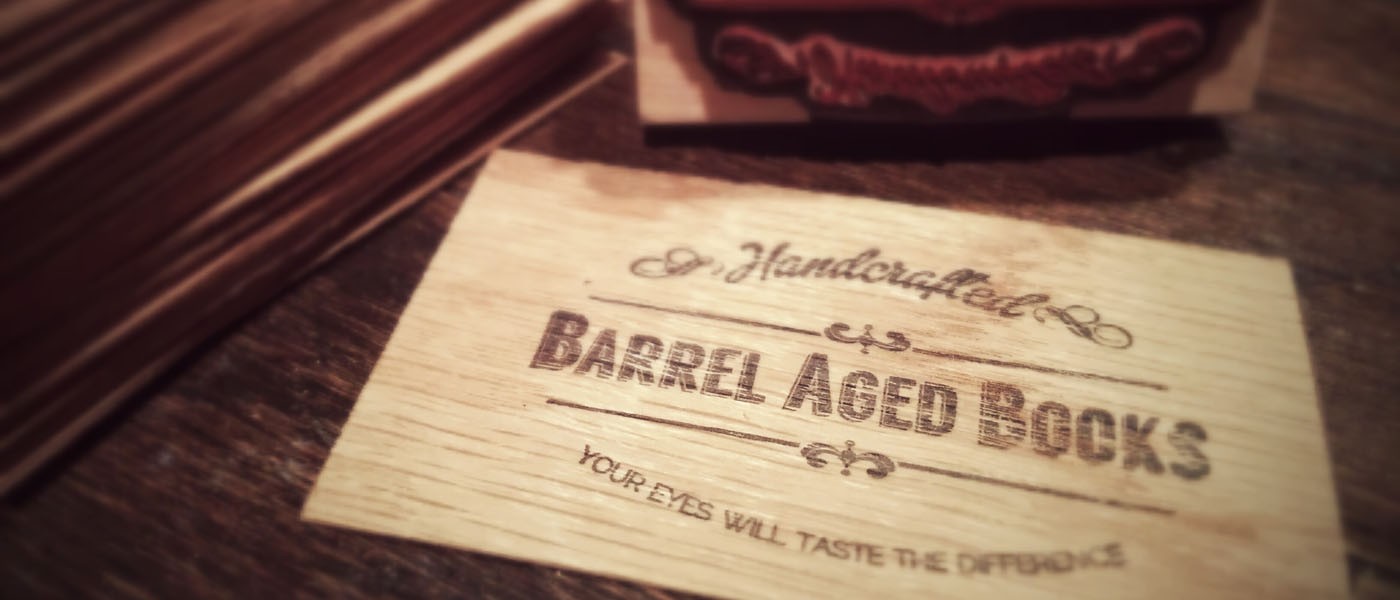 Handcrafted
BARREL AGED BOCKS
YOUR EYES WILL TASTE THE DIFFERENCE